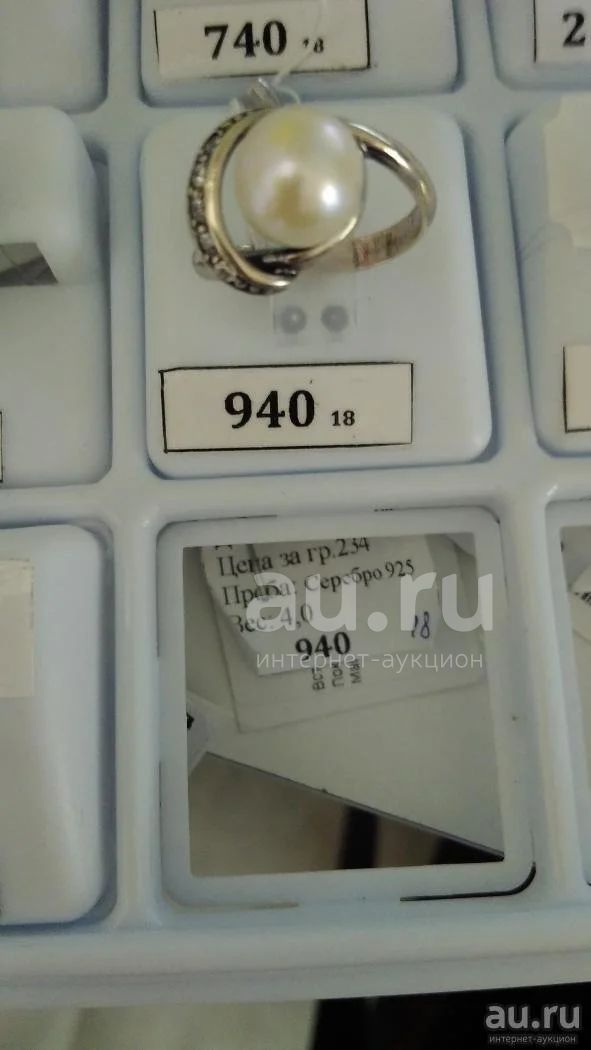 740 18
2
940 18
Цена за гр.234
Проба: Серебро 925
Вес: 4,0
940 18
au.ru
интернет-аукцион
au.ru
интернет-аукцион